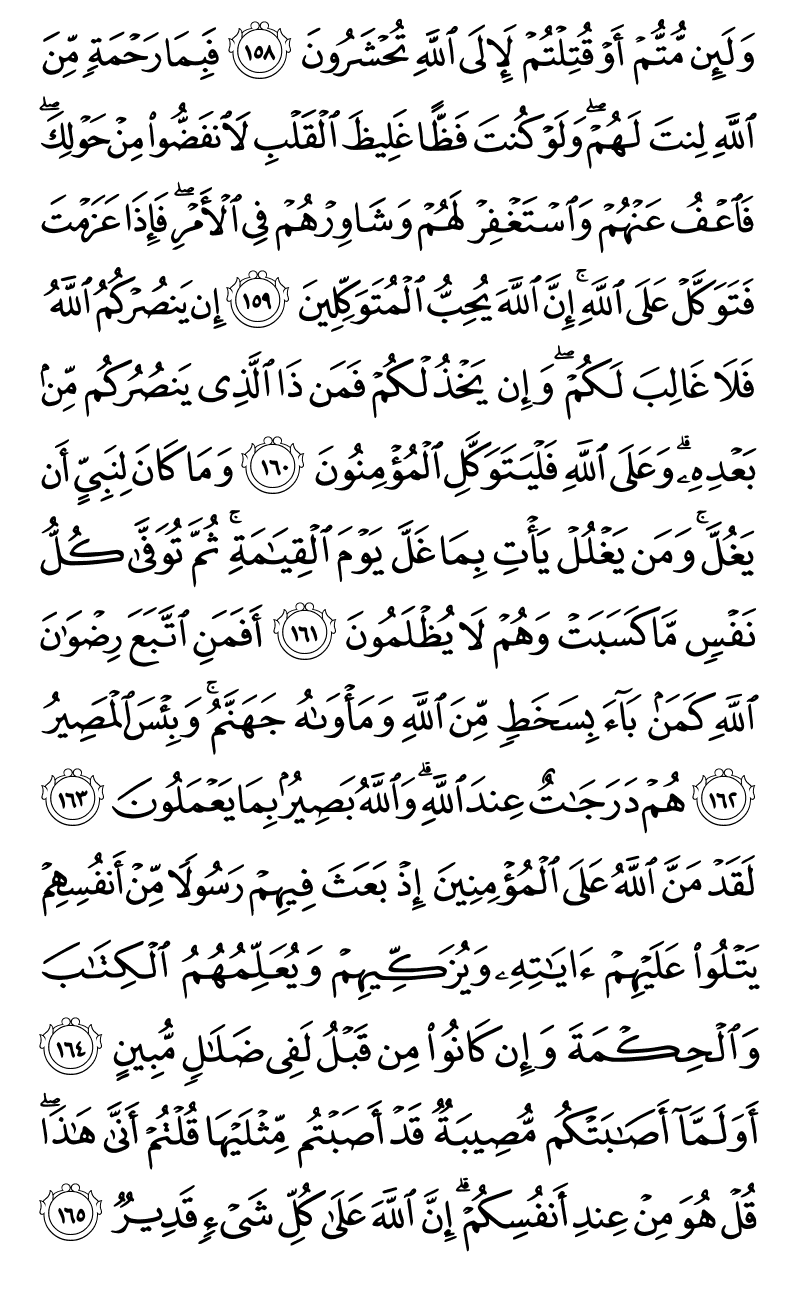 وَلَئِن مُّتُّمْ أَوْ قُتِلْتُمْ لَإِلَى ٱللَّهِ تُحْشَرُونَ ١٥٨ فَبِمَا رَحْمَةٍ مِّنَ
ٱللَّهِ لِنتَ لَهُمْ ۖ وَلَوْ كُنتَ فَظًّا غَلِيظَ ٱلْقَلْبِ لَٱنفَضُّوا۟ مِنْ حَوْلِكَ ۖ
فَٱعْفُ عَنْهُمْ وَٱسْتَغْفِرْ لَهُمْ وَشَاوِرْهُمْ فِى ٱلْأَمْرِ ۖ فَإِذَا عَزَمْتَ
فَتَوَكَّلْ عَلَى ٱللَّهِ ۚ إِنَّ ٱللَّهَ يُحِبُّ ٱلْمُتَوَكِّلِينَ ١٥٩ إِن يَنصُرْكُمُ ٱللَّهُ
فَلَا غَالِبَ لَكُمْ ۖ وَإِن يَخْذُلْكُمْ فَمَن ذَا ٱلَّذِى يَنصُرُكُم مِّنۢ
بَعْدِهِۦ ۗ وَعَلَى ٱللَّهِ فَلْيَتَوَكَّلِ ٱلْمُؤْمِنُونَ ١٦٠ وَمَا كَانَ لِنَبِىٍّ أَن
يَغُلَّ ۚ وَمَن يَغْلُلْ يَأْتِ بِمَا غَلَّ يَوْمَ ٱلْقِيَـٰمَةِ ۚ ثُمَّ تُوَفَّىٰ كُلُّ
نَفْسٍ مَّا كَسَبَتْ وَهُمْ لَا يُظْلَمُونَ ١٦١ أَفَمَنِ ٱتَّبَعَ رِضْوَٰنَ
ٱللَّهِ كَمَنۢ بَآءَ بِسَخَطٍ مِّنَ ٱللَّهِ وَمَأْوَىٰهُ جَهَنَّمُ ۚ وَبِئْسَ ٱلْمَصِيرُ
١٦٢ هُمْ دَرَجَـٰتٌ عِندَ ٱللَّهِ ۗ وَٱللَّهُ بَصِيرٌۢ بِمَا يَعْمَلُونَ ١٦٣
لَقَدْ مَنَّ ٱللَّهُ عَلَى ٱلْمُؤْمِنِينَ إِذْ بَعَثَ فِيهِمْ رَسُولًا مِّنْ أَنفُسِهِمْ
يَتْلُوا۟ عَلَيْهِمْ ءَايَـٰتِهِۦ وَيُزَكِّيهِمْ وَيُعَلِّمُهُمُ ٱلْكِتَـٰبَ
وَٱلْحِكْمَةَ وَإِن كَانُوا۟ مِن قَبْلُ لَفِى ضَلَـٰلٍ مُّبِينٍ ١٦٤
أَوَلَمَّآ أَصَـٰبَتْكُم مُّصِيبَةٌ قَدْ أَصَبْتُم مِّثْلَيْهَا قُلْتُمْ أَنَّىٰ هَـٰذَا ۖ
قُلْ هُوَ مِنْ عِندِ أَنفُسِكُمْ ۗ إِنَّ ٱللَّهَ عَلَىٰ كُلِّ شَىْءٍ قَدِيرٌ ١٦٥